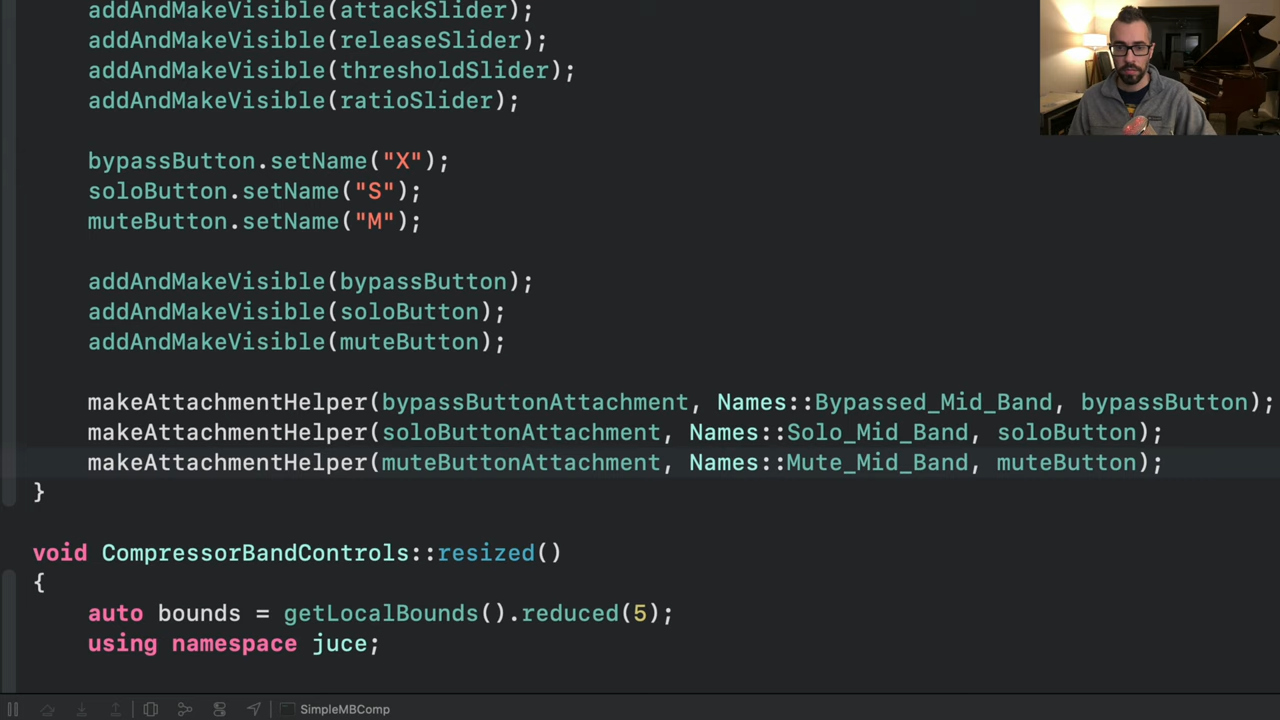 addAndMakeVisible(attackSlider);
addAndMakeVisible(releaseSlider);
addAndMakeVisible(thresholdSlider);
addAndMakeVisible(ratioSlider);
bypassButton.setName("X");
soloButton.setName("S");
muteButton.setName("M");
addAndMakeVisible(bypassButton);
addAndMakeVisible(soloButton);
addAndMakeVisible(muteButton);
makeAttachmentHelper(bypassButtonAttachment, Names::Bypassed_Mid_Band, bypassButton);
makeAttachmentHelper(soloButtonAttachment, Names::Solo_Mid_Band, soloButton);
makeAttachmentHelper(muteButtonAttachment, Names::Mute_Mid_Band, muteButton);
}
void CompressorBandControls::resized()
{
auto bounds = getLocalBounds().reduced(5);
using namespace juce;
SimpleMBComp